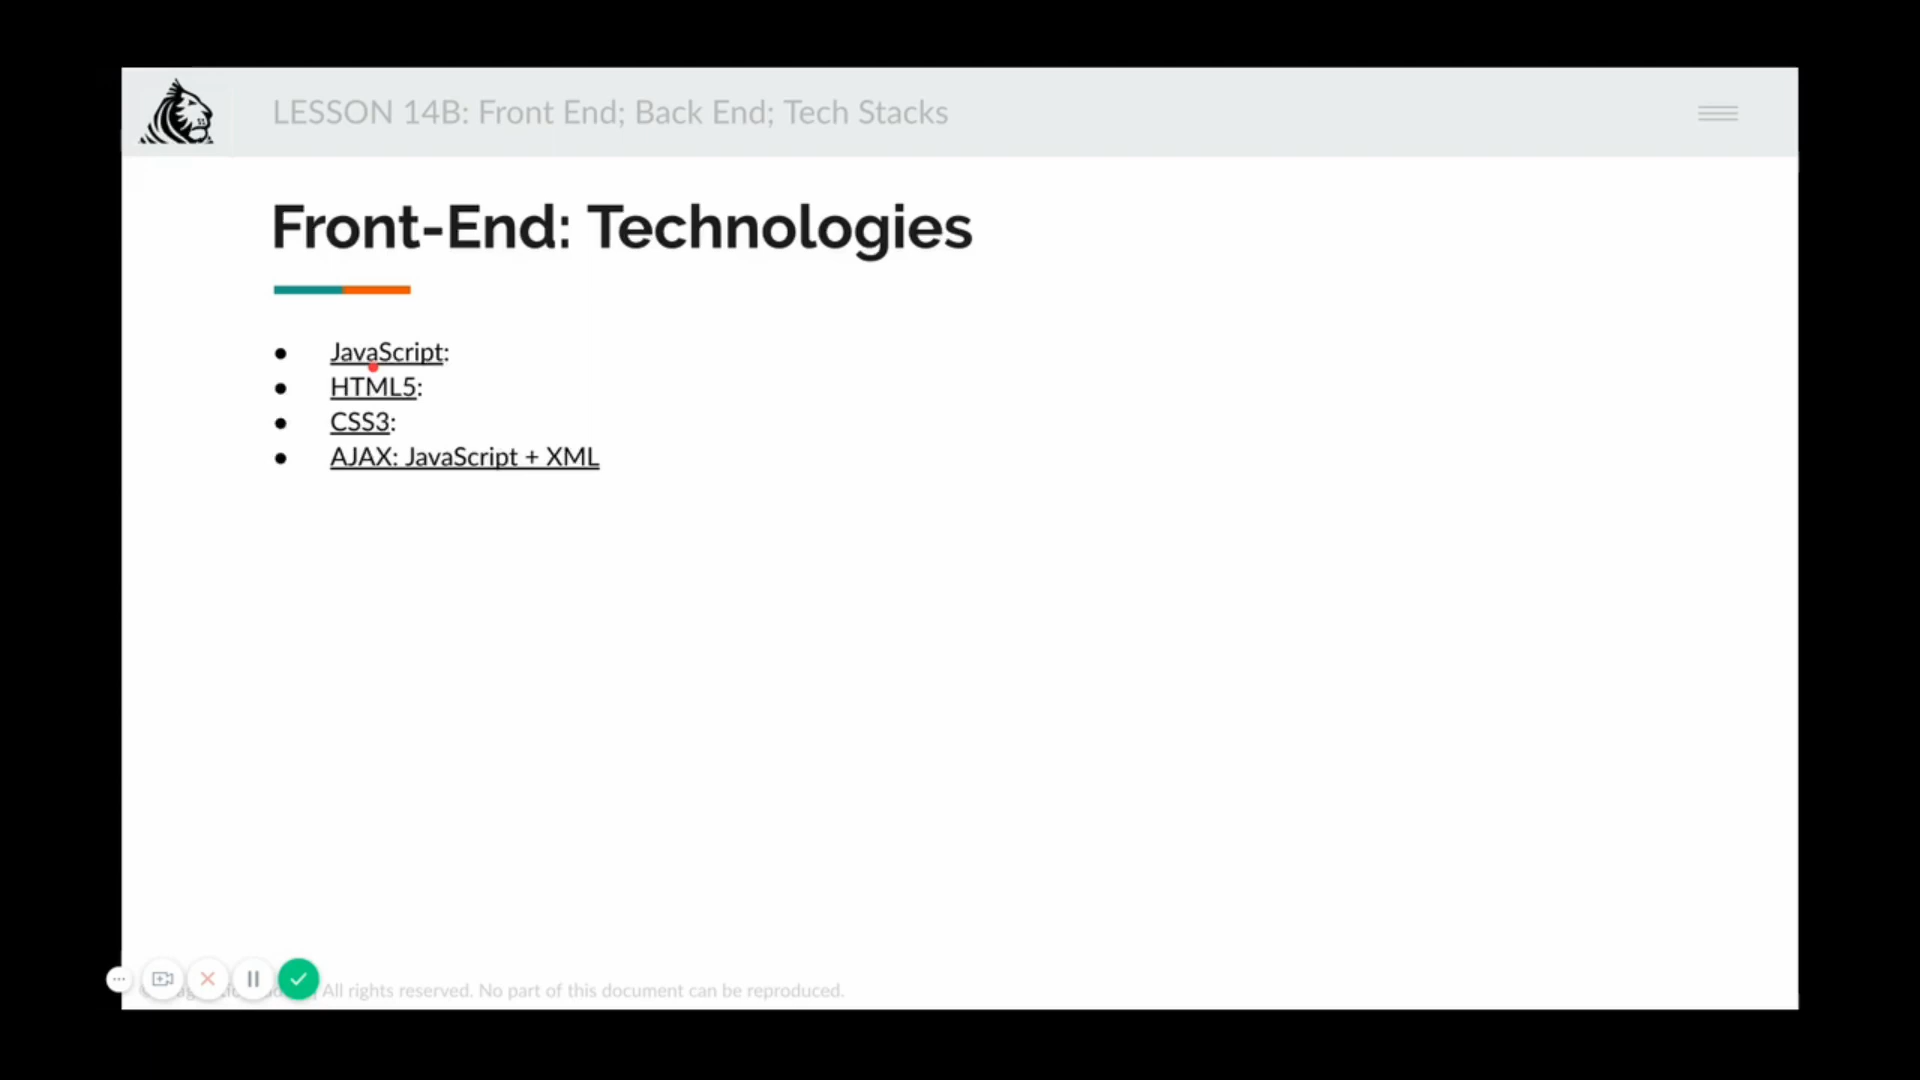 LESSON 14B: Front End; Back End; Tech Stacks
Front-End: Technologies
● JavaScript:
● HTML5:
● CSS3:
● AJAX: JavaScript + XML
All rights reserved. No part of this document can be reproduced.